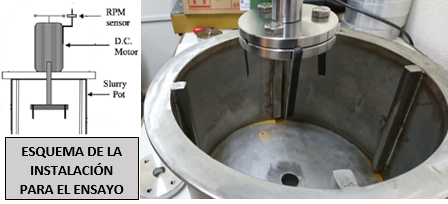 RPM
sensor
D.C.
Motor
Slurry
Pot
ESQUEMA DE LA
INSTALACIÓN
PARA EL ENSAYO